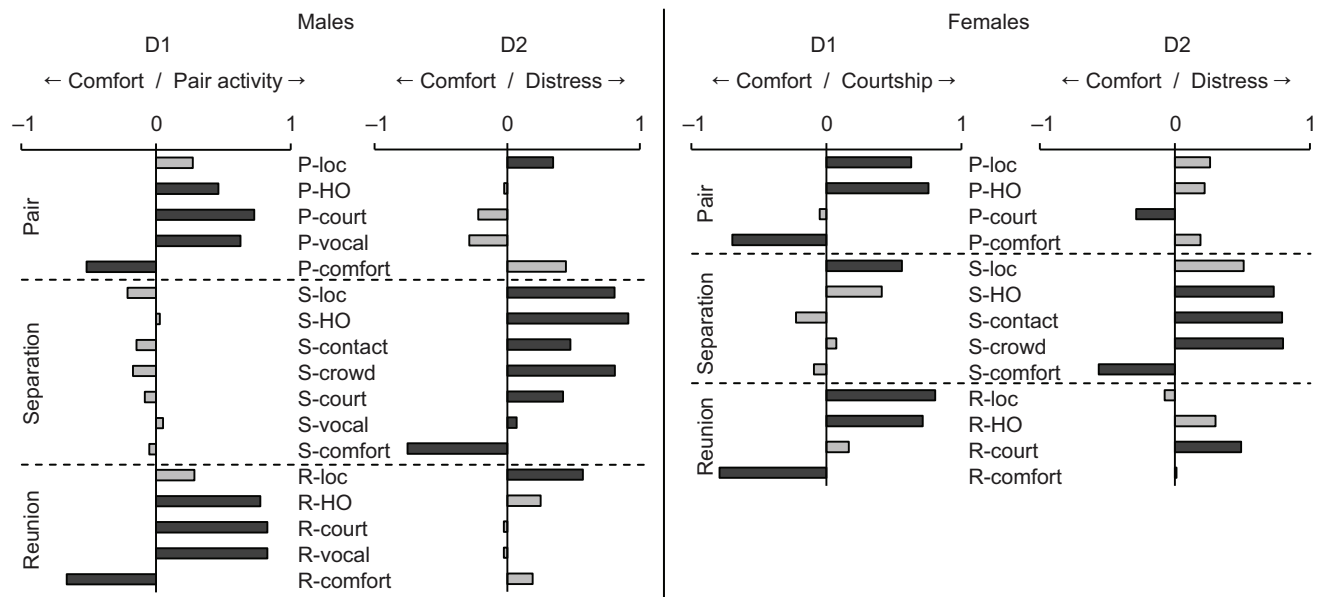 Males
D1
D2
← Comfort / Pair activity →
← Comfort / Distress →
–1 0 1
–1 0 1
Pair
P-loc
P-HO
P-court
P-vocal
P-comfort
Separation
S-loc
S-HO
S-contact
S-crowd
S-court
S-vocal
S-comfort
Reunion
R-loc
R-HO
R-court
R-vocal
R-comfort
Females
D1
D2
← Comfort / Courtship →
← Comfort / Distress →
–1 0 1
–1 0 1
Pair
P-loc
P-HO
P-court
P-comfort
Separation
S-loc
S-HO
S-contact
S-crowd
S-comfort
Reunion
R-loc
R-HO
R-court
R-comfort